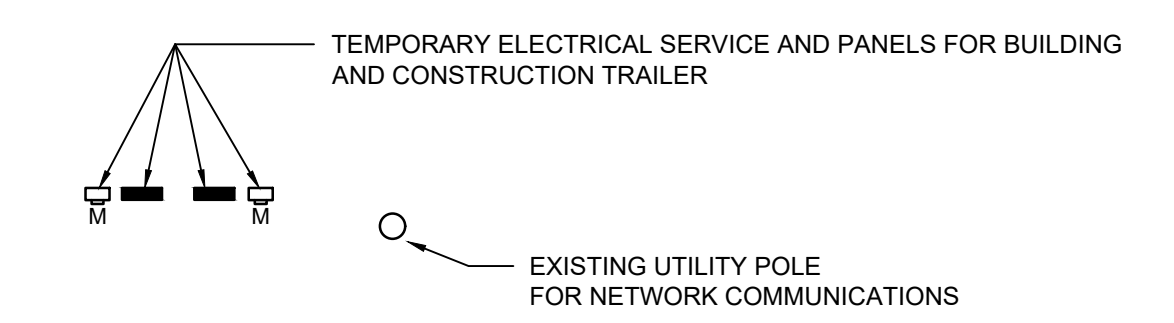 TEMPORARY ELECTRICAL SERVICE AND PANELS FOR BUILDING
AND CONSTRUCTION TRAILER
M
M
EXISTING UTILITY POLE
FOR NETWORK COMMUNICATIONS